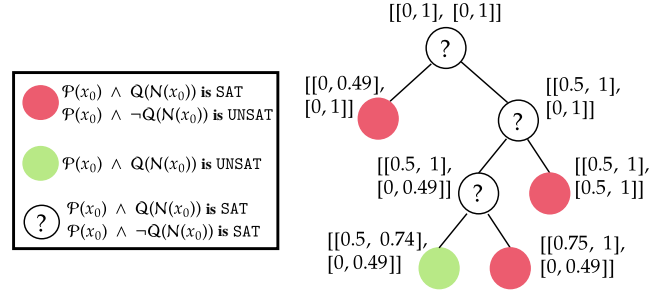 [[0, 1], [0, 1]]
?
[[0, 0.49],
[0, 1]]
[[0.5, 1],
[0, 1]]
?
[[0.5, 1],
[0, 0.49]]
?
[[0.5, 1],
[0.5, 1]]
[[0.5, 0.74],
[0, 0.49]]
[[0.75, 1],
[0, 0.49]]
𝒫(x₀) ∧ Q(N(x₀)) is SAT
𝒫(x₀) ∧ ¬Q(N(x₀)) is UNSAT
𝒫(x₀) ∧ Q(N(x₀)) is UNSAT
?
𝒫(x₀) ∧ Q(N(x₀)) is SAT
𝒫(x₀) ∧ ¬Q(N(x₀)) is SAT